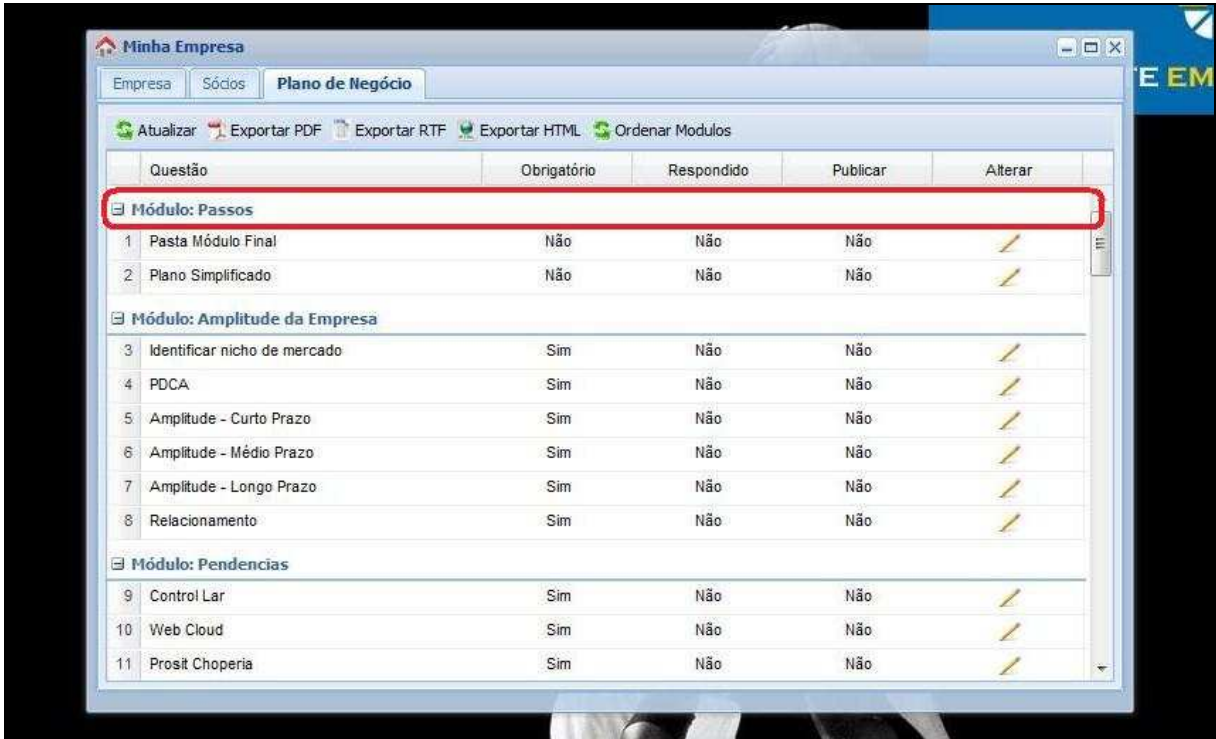 Minha Empresa
E EM
Empresa Sócios Plano de Negócio
Atualizar Exportar PDF Exportar RTF Exportar HTML Ordenar Modulos
Questão Obrigatório Respondido Publicar Alterar
Módulo: Passos
1 Pasta Módulo Final Não Não Não
2 Plano Simplificado Não Não Não
Módulo: Amplitude da Empresa
3 Identificar nicho de mercado Sim Não Não
4 PDCA Sim Não Não
5 Amplitude - Curto Prazo Sim Não Não
6 Amplitude - Médio Prazo Sim Não Não
7 Amplitude - Longo Prazo Sim Não Não
8 Relacionamento Sim Não Não
Módulo: Pendencias
9 Control Lar Sim Não Não
10 Web Cloud Sim Não Não
11 Prosit Choperia Sim Não Não